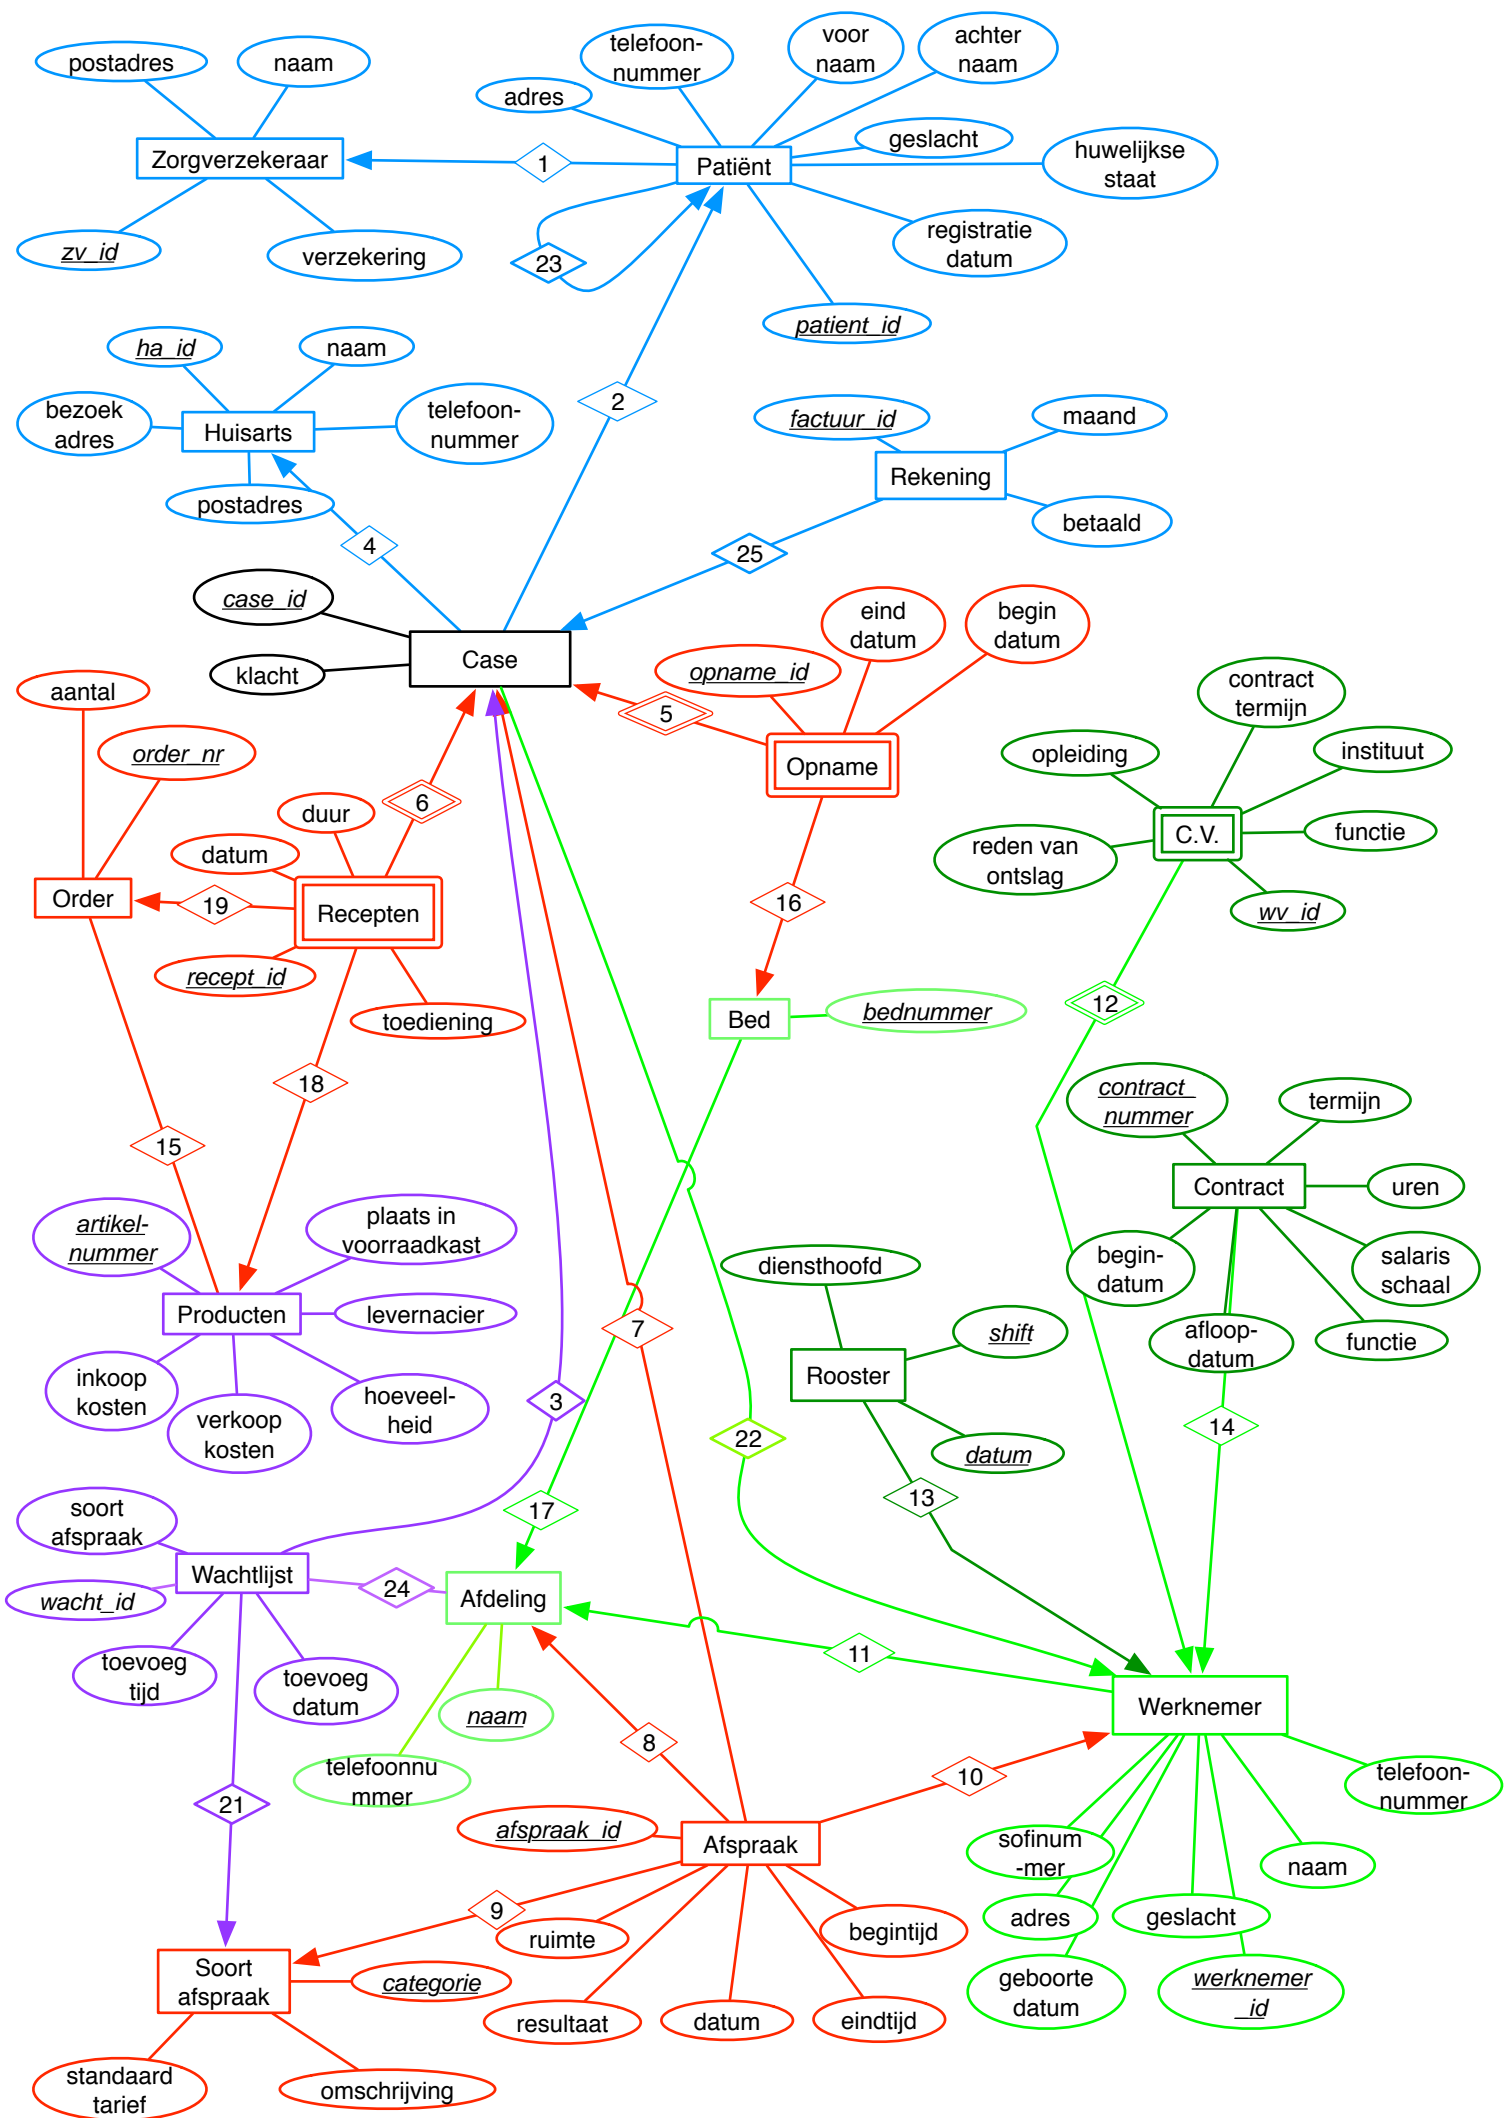 postadres
naam
telefoon-
nummer
voor
naam
achter
naam
adres
Zorgverzekeraar
1
Patiënt
geslacht
huwelijkse
staat
zv_id
verzekering
23
registratie
datum
patient_id
ha_id
naam
bezoek
adres
Huisarts
telefoon-
nummer
postadres
2
factuur_id
maand
Rekening
betaald
4
25
case_id
Case
klacht
eind
datum
begin
datum
opname_id
5
Opname
aantal
order_nr
6
duur
datum
Order
19
Recepten
recept_id
toediening
16
contract
termijn
opleiding
instituut
C.V.
functie
reden van
ontslag
wv_id
Bed
bednummer
12
18
15
contract_
nummer
termijn
Contract
uren
begin-
datum
salaris
schaal
afloop-
datum
functie
artikel-
nummer
plaats in
voorraadkast
Producten
levernacier
inkoop
kosten
verkoop
kosten
hoeveel-
heid
7
3
diensthoofd
shift
Rooster
datum
22
14
13
17
soort
afspraak
Wachtlijst
wacht_id
24
Afdeling
toevoeg
tijd
toevoeg
datum
naam
telefoonnu
mmer
11
8
10
Werknemer
21
telefoon-
nummer
afspraak_id
Afspraak
sofinum
-mer
naam
9
ruimte
begintijd
adres
geslacht
Soort
afspraak
categorie
resultaat
datum
eindtijd
geboorte
datum
werknemer
_id
standaard
tarief
omschrijving